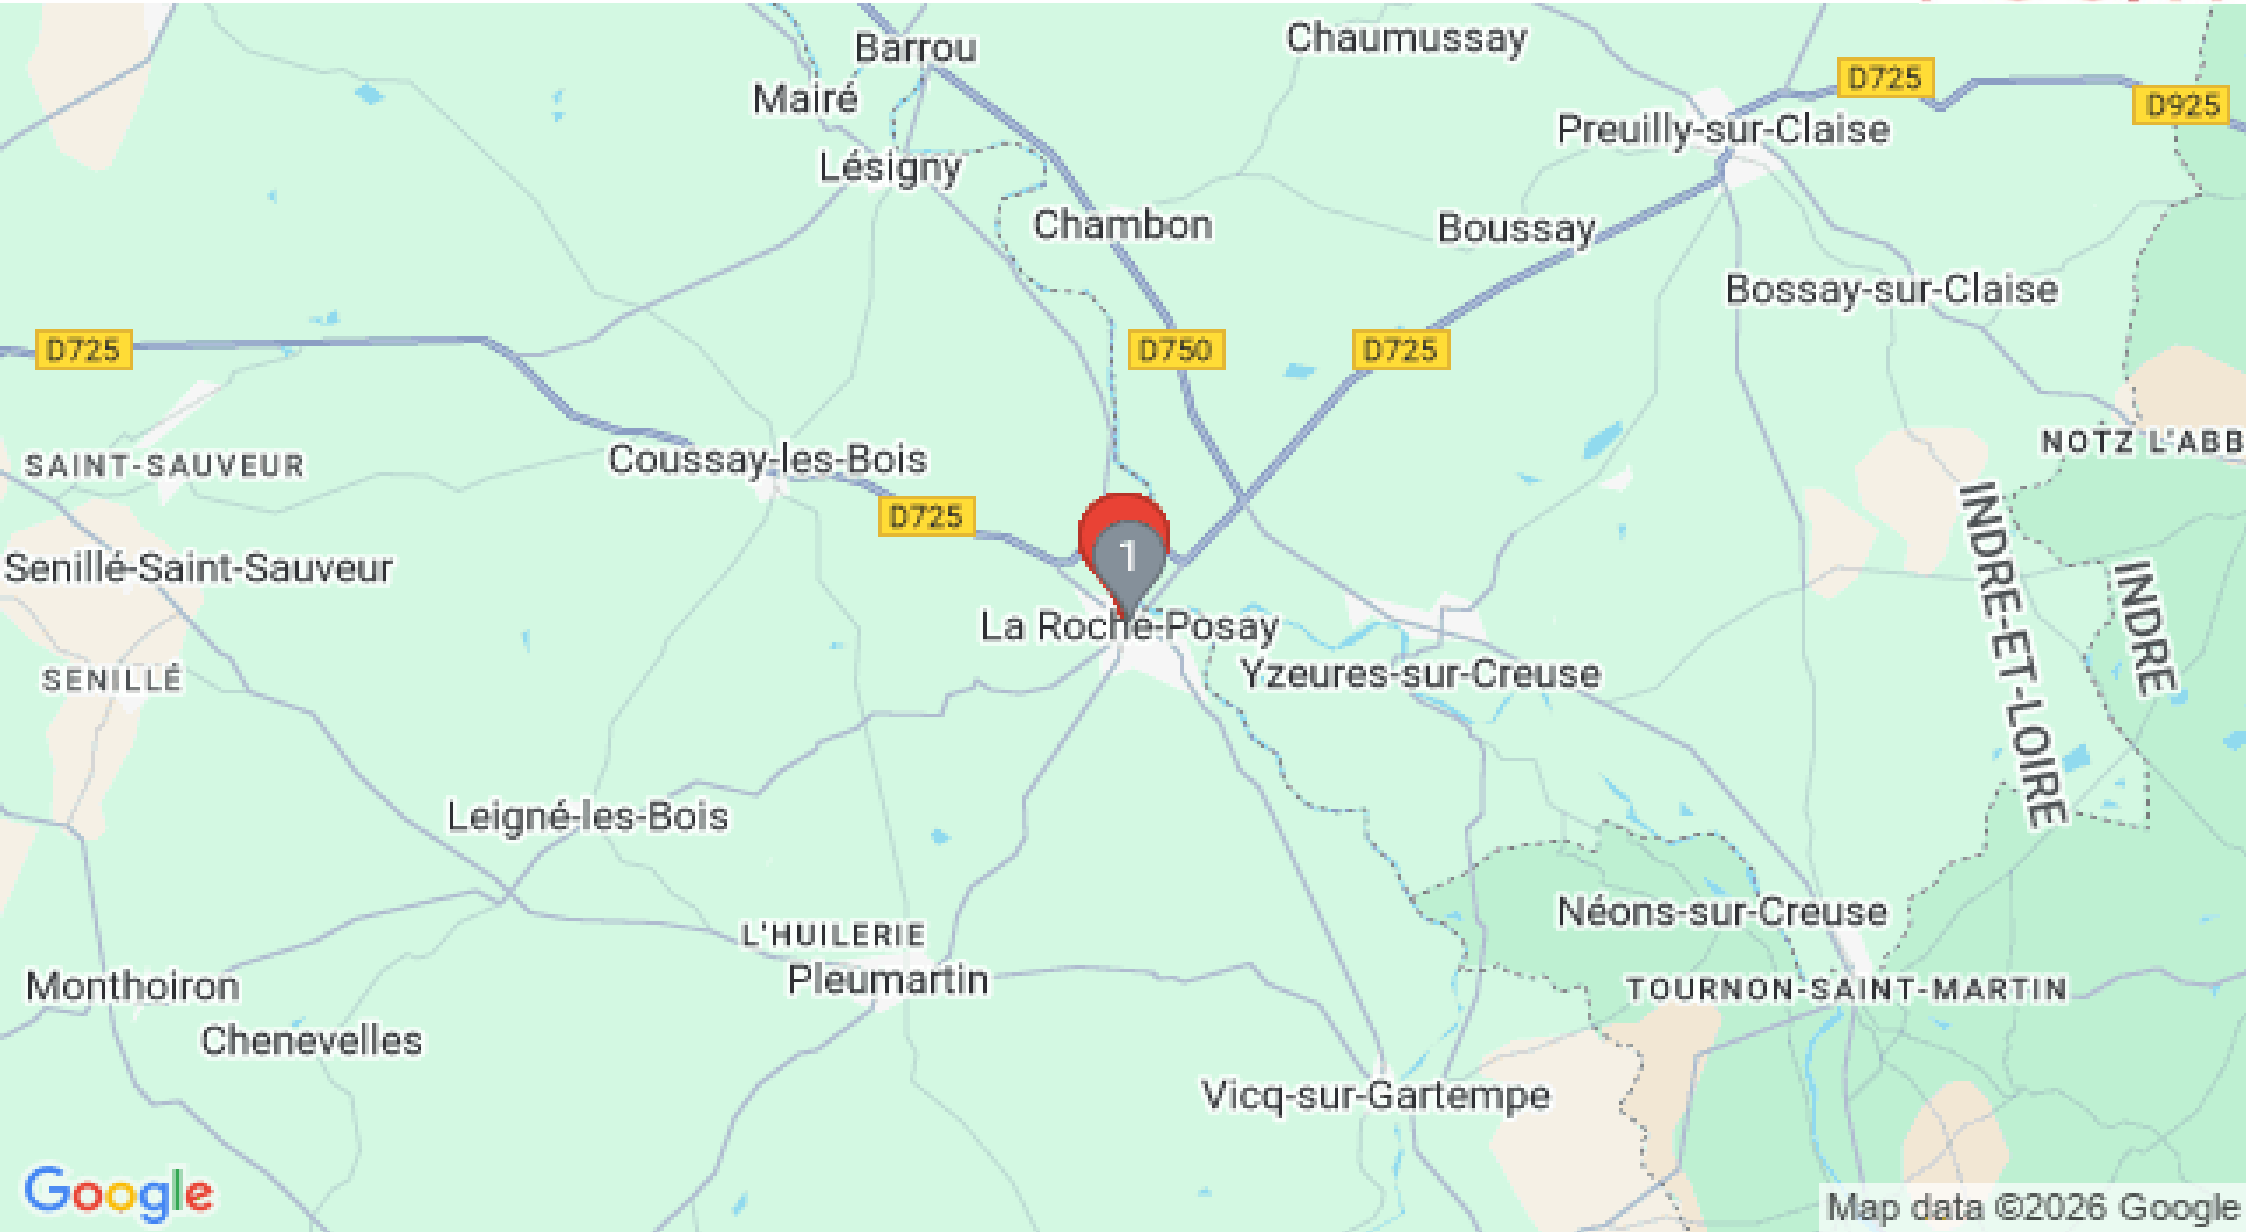 Barrou
Chaumussay
D725
Mairé
D925
Preuilly-sur-Claise
Lésigny
Chambon
Boussay
Bossay-sur-Claise
D725
D750
D725
NOTZ L'ABB
Coussay-les-Bois
SAINT-SAUVEUR
D725
1
Senillé-Saint-Sauveur
INDRE-ET-LOIRE
INDRE
La Roche-Posay
Yzeures-sur-Creuse
SENILLÉ
Leigné-les-Bois
Néons-sur-Creuse
L'HUILERIE
Pleumartin
Monthoiron
TOURNON-SAINT-MARTIN
Chenevelles
Vicq-sur-Gartempe
Google
Map data ©2026 Google